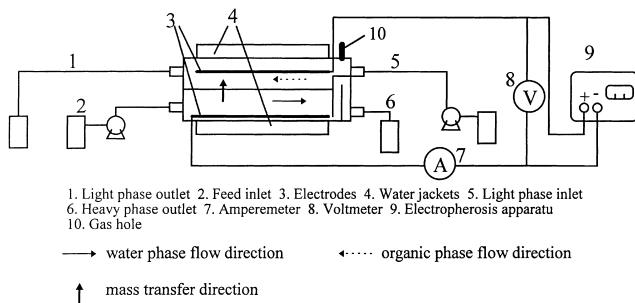 3
4
10
1
5
9
2
6
8
V
+ -
A
7
1. Light phase outlet 2. Feed inlet 3. Electrodes 4. Water jackets 5. Light phase inlet
6. Heavy phase outlet 7. Amperemeter 8. Voltmeter 9. Electropherosis apparatu
10. Gas hole
water phase flow direction
organic phase flow direction
mass transfer direction